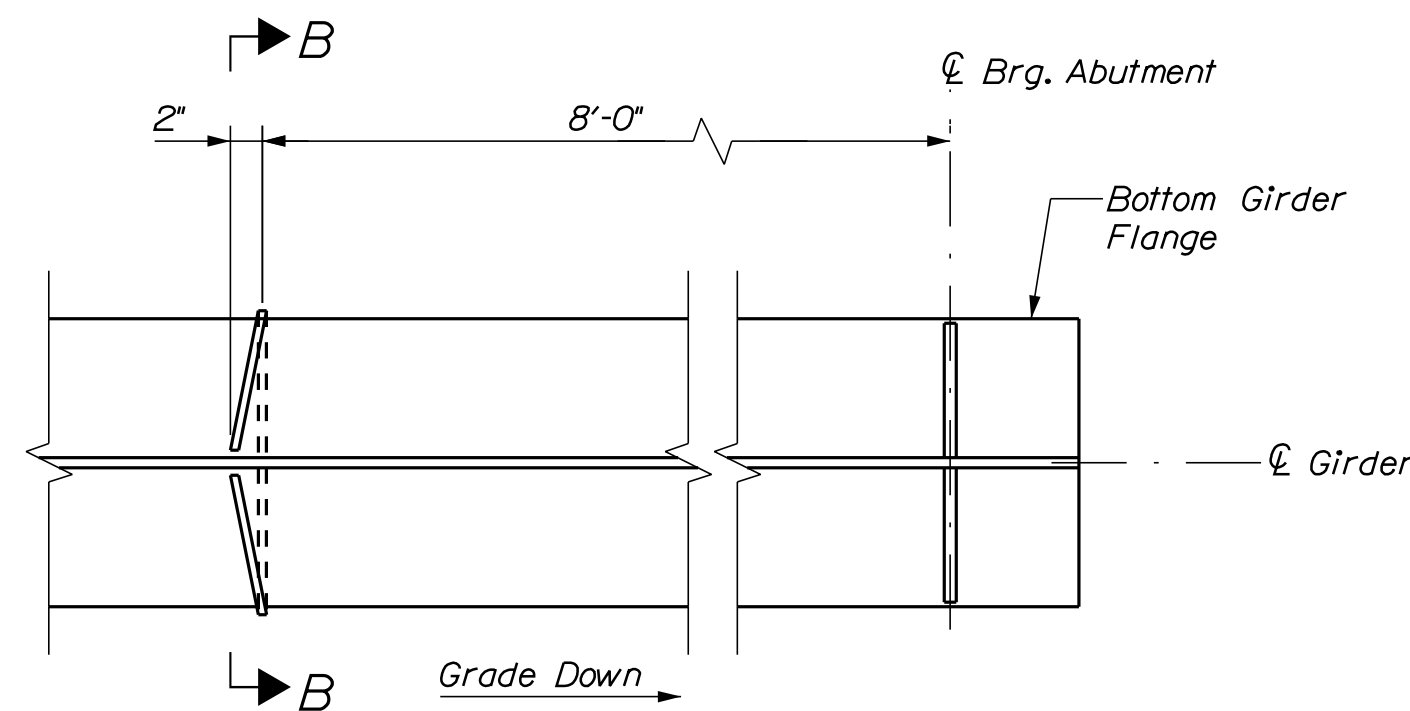 B
℄ Brg. Abutment
2"
8'-0"
Bottom Girder
Flange
℄ Girder
Grade Down
B